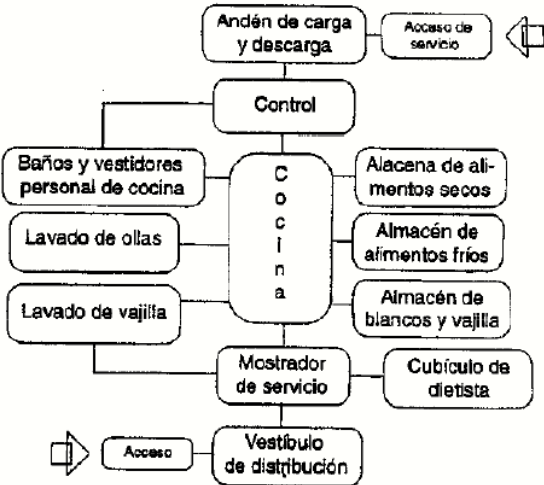 Andén de carga
y descarga
Acceso de
servicio
Control
Baños y vestidores
personal de cocina
Cocina
Alacena de ali-
mentos secos
Lavado de ollas
Almacén de
alimentos fríos
Lavado de vajilla
Almacén de
blancos y vajilla
Mostrador
de servicio
Cubículo de
dietista
Acceso
Vestíbulo
de distribución